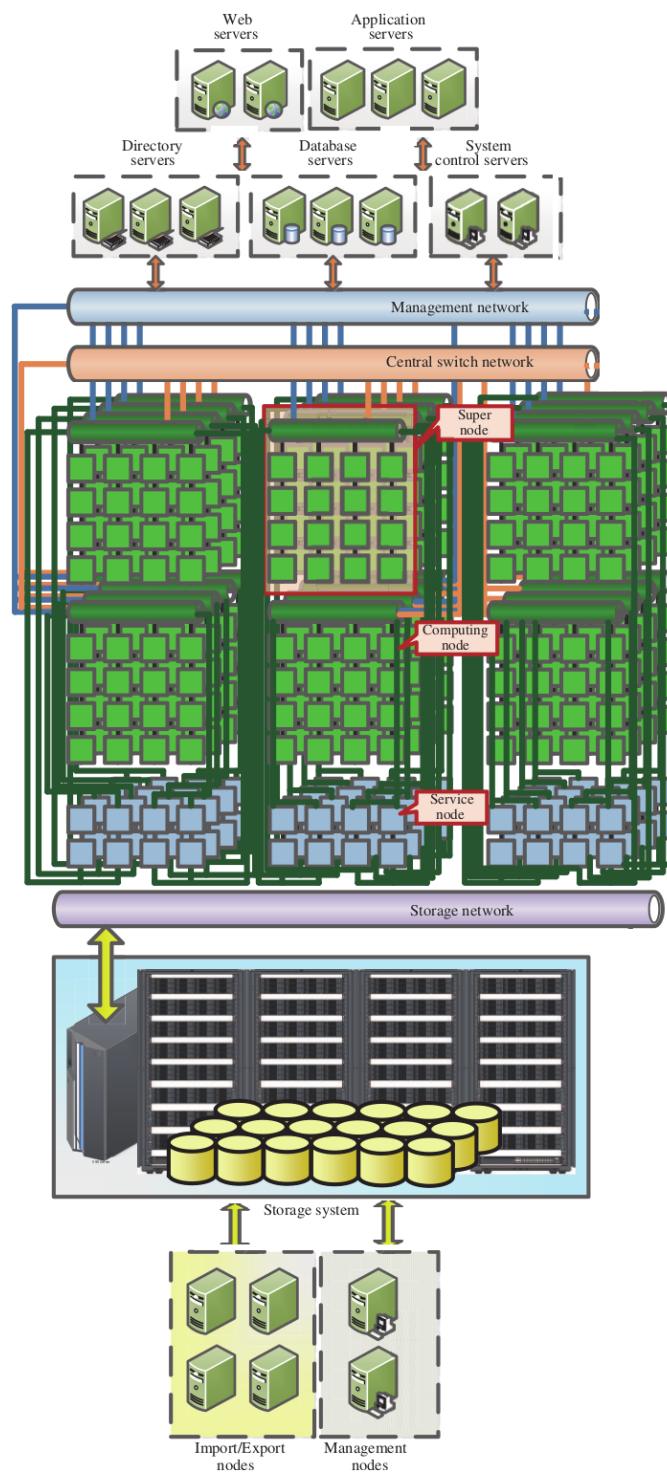 Web
servers
Application
servers
Directory
servers
Database
servers
System
control servers
Management network
Central switch network
Super
node
Computing
node
Service
node
Storage network
Storage system
Import/Export
nodes
Management
nodes